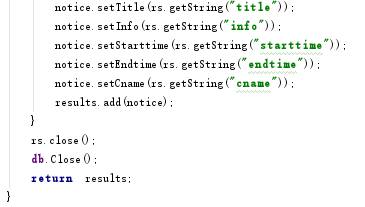 notice.setTitle(rs.getString("title"));
notice.setInfo(rs.getString("info"));
notice.setStarttime(rs.getString("starttime"));
notice.setEndtime(rs.getString("endtime"));
notice.setCname(rs.getString("cname"));
results.add(notice);
}
rs.close();
db.Close();
return results;
}